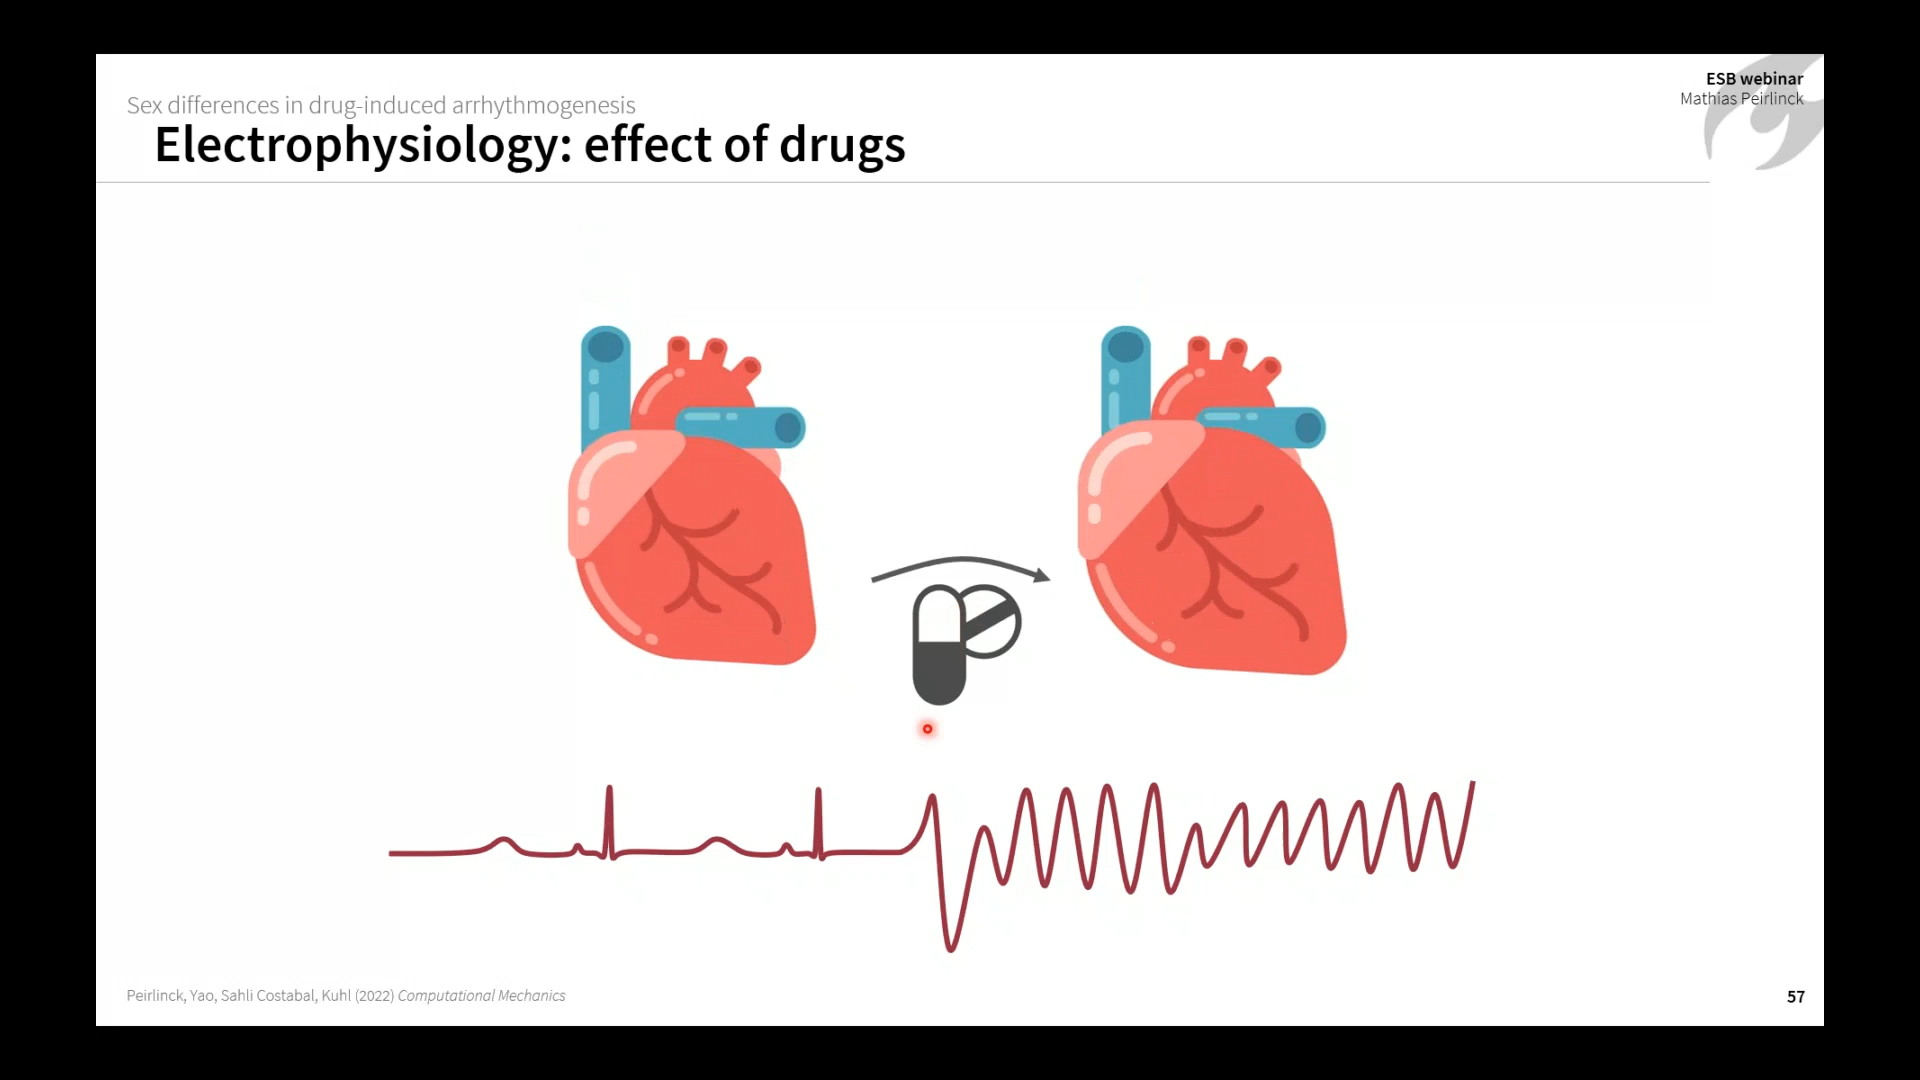 Sex differences in drug-induced arrhythmogenesis
Electrophysiology: effect of drugs
ESB webinar
Mathias Peirlinck
Peirlinck, Yao, Sahli Costabal, Kuhl (2022) Computational Mechanics
57